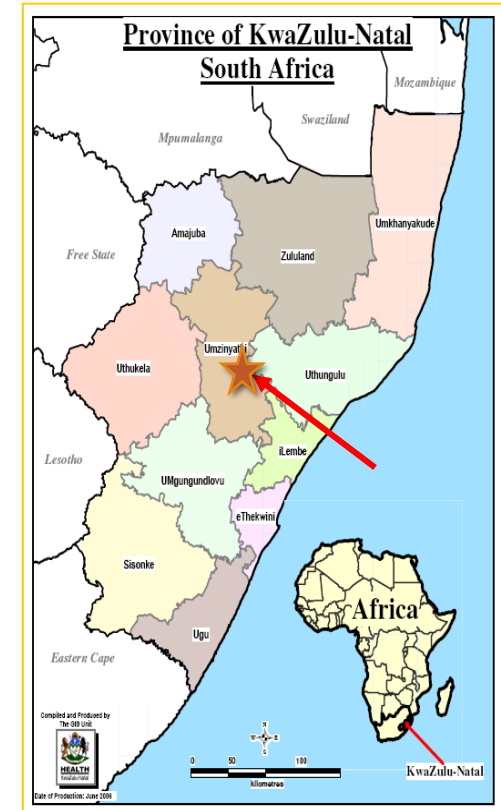 Province of KwaZulu-Natal
South Africa
Mozambique
Swaziland
Mpumalanga
Umkhanyakude
Amajuba
Zululand
Free State
Umzinyathi
Uthukela
Uthungulu
iLembe
Lesotho
UMgungundlovu
eThekwini
Sisonke
Ugu
Africa
Eastern Cape
Compiled and Produced by
The GIS Unit
HEALTH
KwaZulu-Natal
Date of Production: June 2006
N
W
E
S
0 50 100
kilometres
KwaZulu-Natal